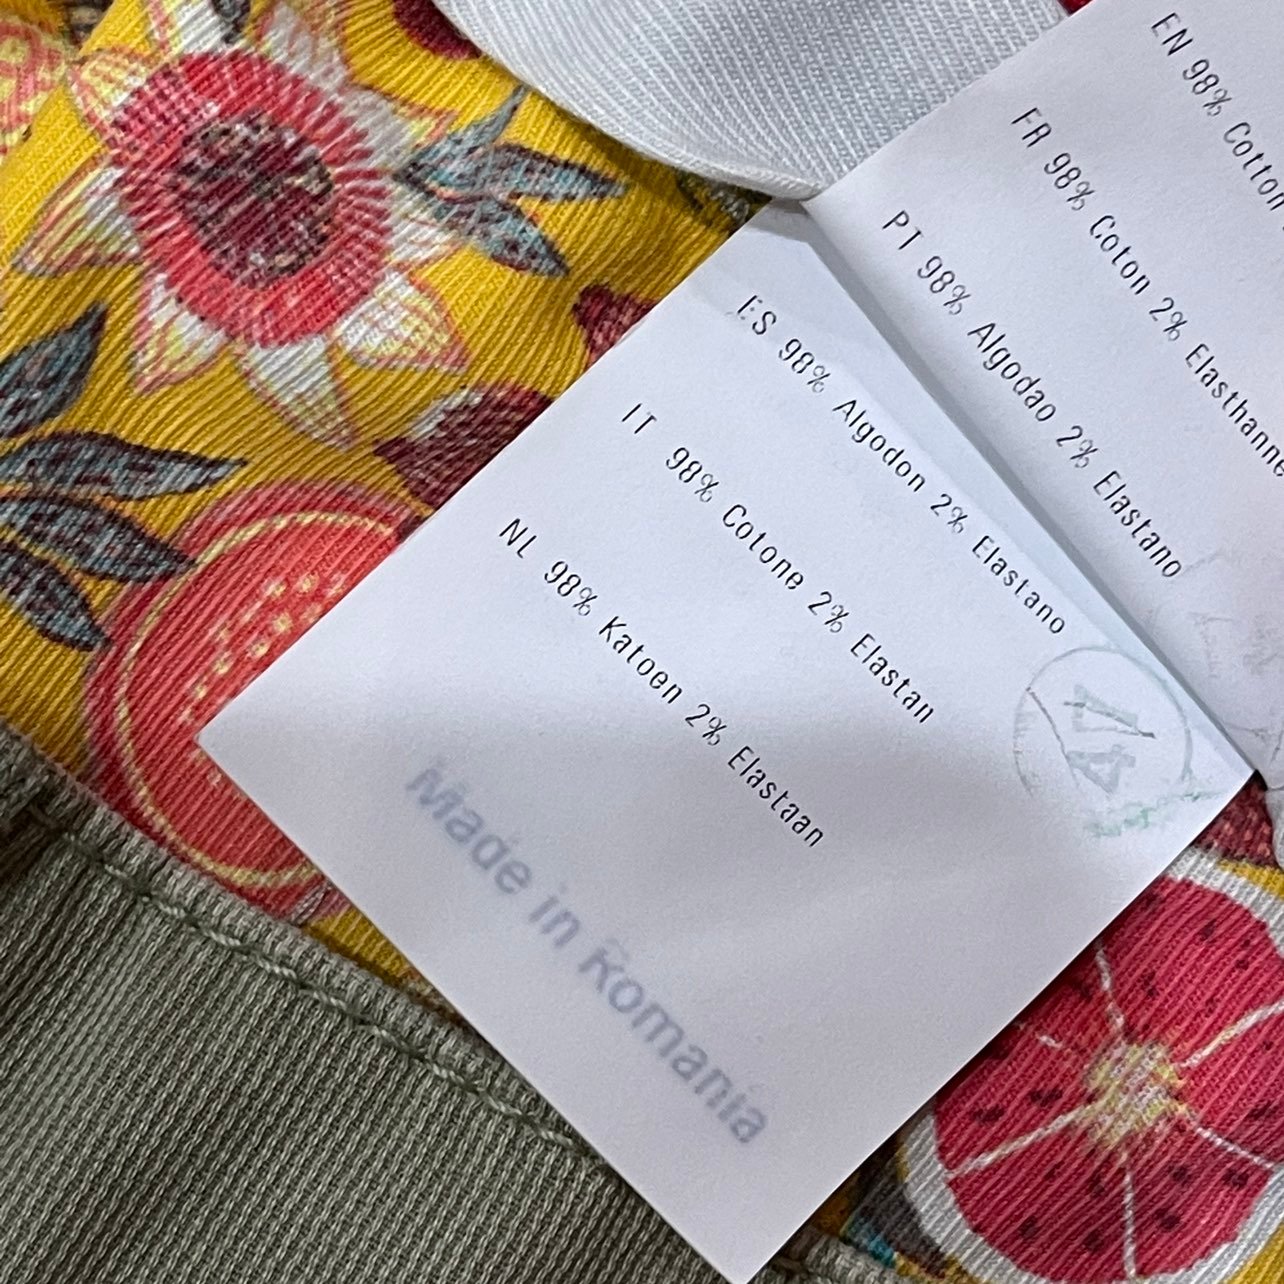 EN 98% Cotton
FR 98% Coton 2% Elasthanne
PT 98% Algodao 2% Elastano
ES 98% Algodon 2% Elastano
IT 98% Cotone 2% Elastan
NL 98% Katoen 2% Elastaan
Made in Romania